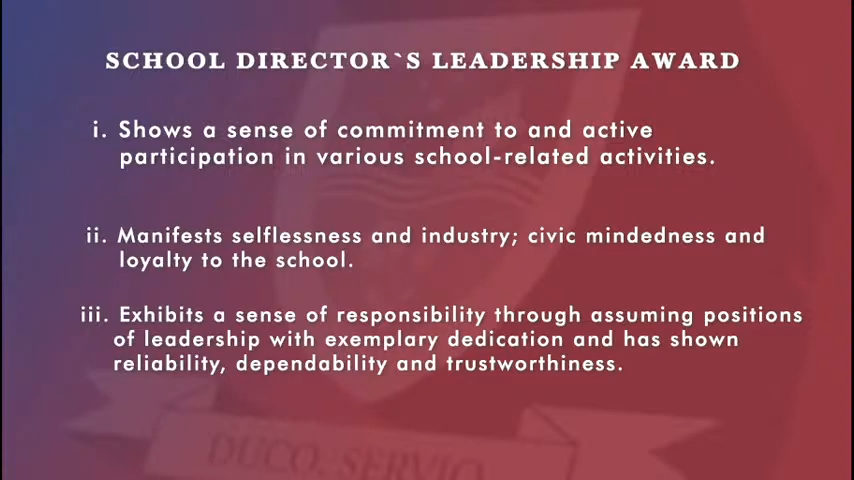 SCHOOL DIRECTOR`S LEADERSHIP AWARD
i. Shows a sense of commitment to and active
participation in various school-related activities.
ii. Manifests selflessness and industry; civic mindedness and
loyalty to the school.
iii. Exhibits a sense of responsibility through assuming positions
of leadership with exemplary dedication and has shown
reliability, dependability and trustworthiness.
DUCO, SERVIO